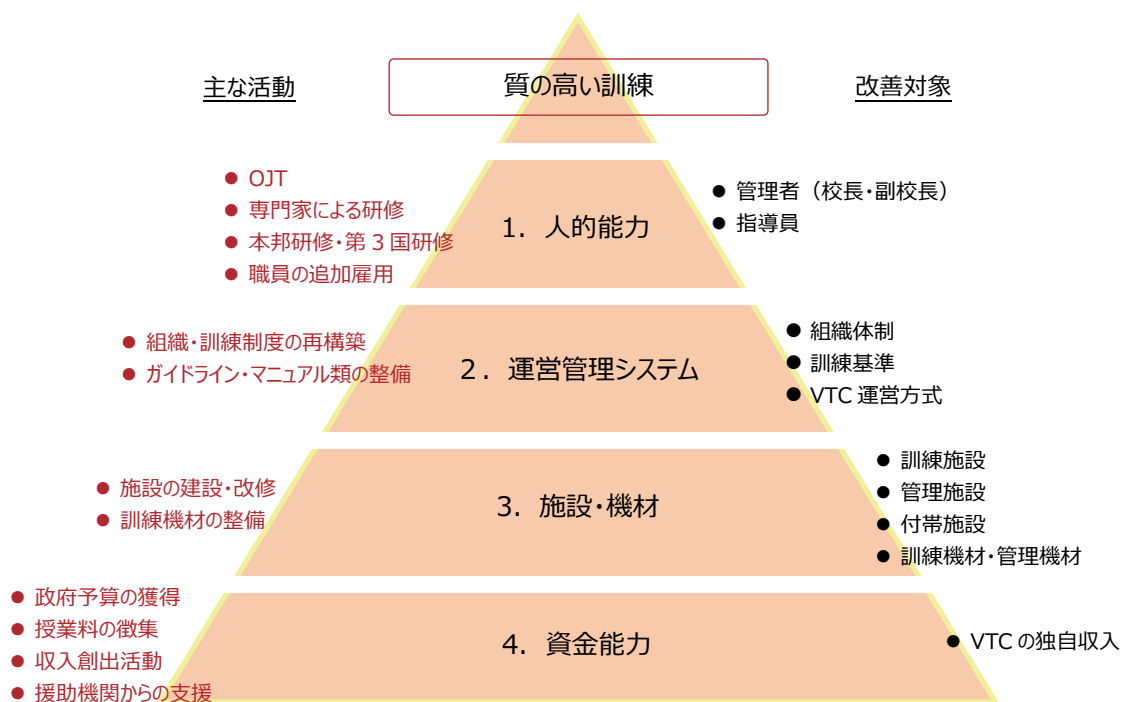 主な活動
質の高い訓練
改善対象
● OJT
● 専門家による研修
● 本邦研修・第３国研修
● 職員の追加雇用
1. 人的能力
● 管理者（校長・副校長）
● 指導員
● 組織・訓練制度の再構築
● ガイドライン・マニュアル類の整備
２. 運営管理システム
● 組織体制
● 訓練基準
● VTC 運営方式
● 施設の建設・改修
● 訓練機材の整備
3. 施設・機材
● 訓練施設
● 管理施設
● 付帯施設
● 訓練機材・管理機材
● 政府予算の獲得
● 授業料の徴集
● 収入創出活動
● 援助機関からの支援
4. 資金能力
● VTC の独自収入